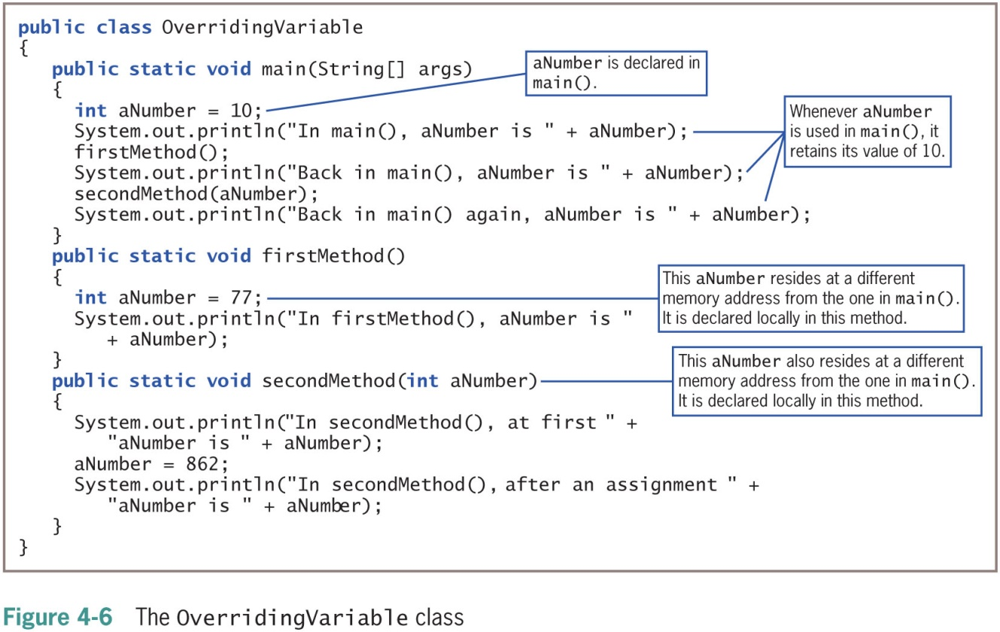 public class OverridingVariable
{
public static void main(String[] args)
{
int aNumber = 10;
System.out.println("In main(), aNumber is " + aNumber);
firstMethod();
System.out.println("Back in main(), aNumber is " + aNumber);
secondMethod(aNumber);
System.out.println("Back in main() again, aNumber is " + aNumber);
}
public static void firstMethod()
{
int aNumber = 77;
System.out.println("In firstMethod(), aNumber is "
+ aNumber);
}
public static void secondMethod(int aNumber)
{
System.out.println("In secondMethod(), at first " +
"aNumber is " + aNumber);
aNumber = 862;
System.out.println("In secondMethod(), after an assignment " +
"aNumber is " + aNumber);
}
}
aNumber is declared in
main().
Whenever aNumber
is used in main(), it
retains its value of 10.
This aNumber resides at a different
memory address from the one in main().
It is declared locally in this method.
This aNumber also resides at a different
memory address from the one in main().
It is declared locally in this method.
Figure 4-6 The OverridingVariable class